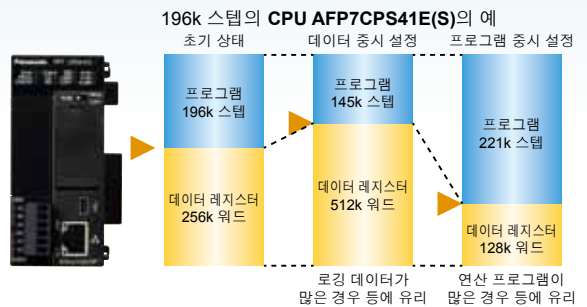 196k 스텝의 CPU AFP7CPS41E(S)의 예
초기 상태
데이터 중시 설정
프로그램 중시 설정
Panasonic
프로그램
196k 스텝
데이터 레지스터
256k 워드
프로그램
145k 스텝
데이터 레지스터
512k 워드
로깅 데이터가
많은 경우 등에 유리
프로그램
221k 스텝
데이터 레지스터
128k 워드
연산 프로그램이
많은 경우 등에 유리